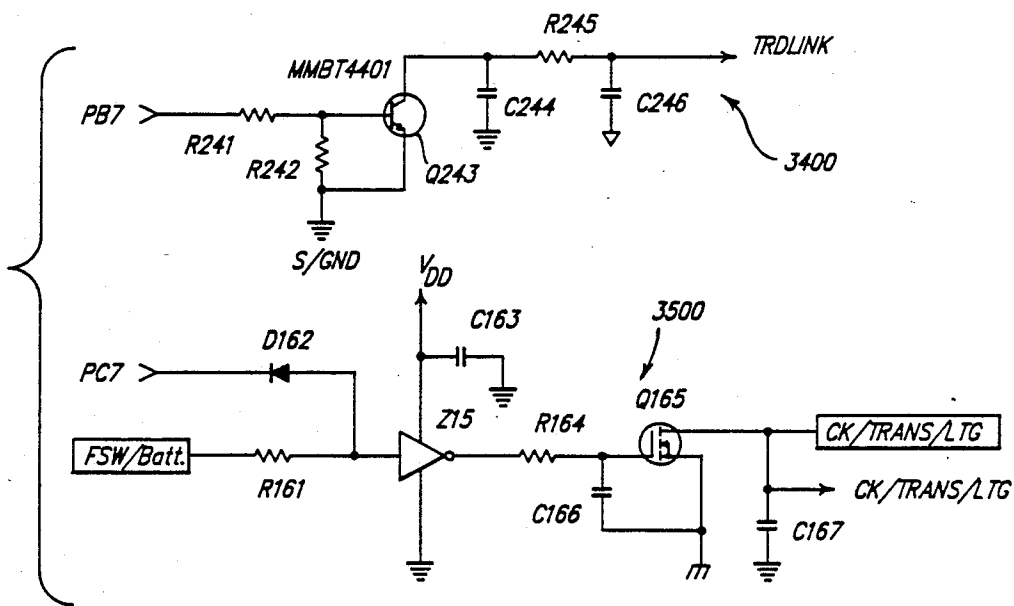 R245
TRDLINK
MMBT4401
C244
C246
PB7
R241
R242
Q243
3400
S/GND
VDD
C163
3500
D162
PC7
Q165
Z15
R164
CK/TRANS/LTG
FSW/Batt.
R161
C166
CK/TRANS/LTG
C167